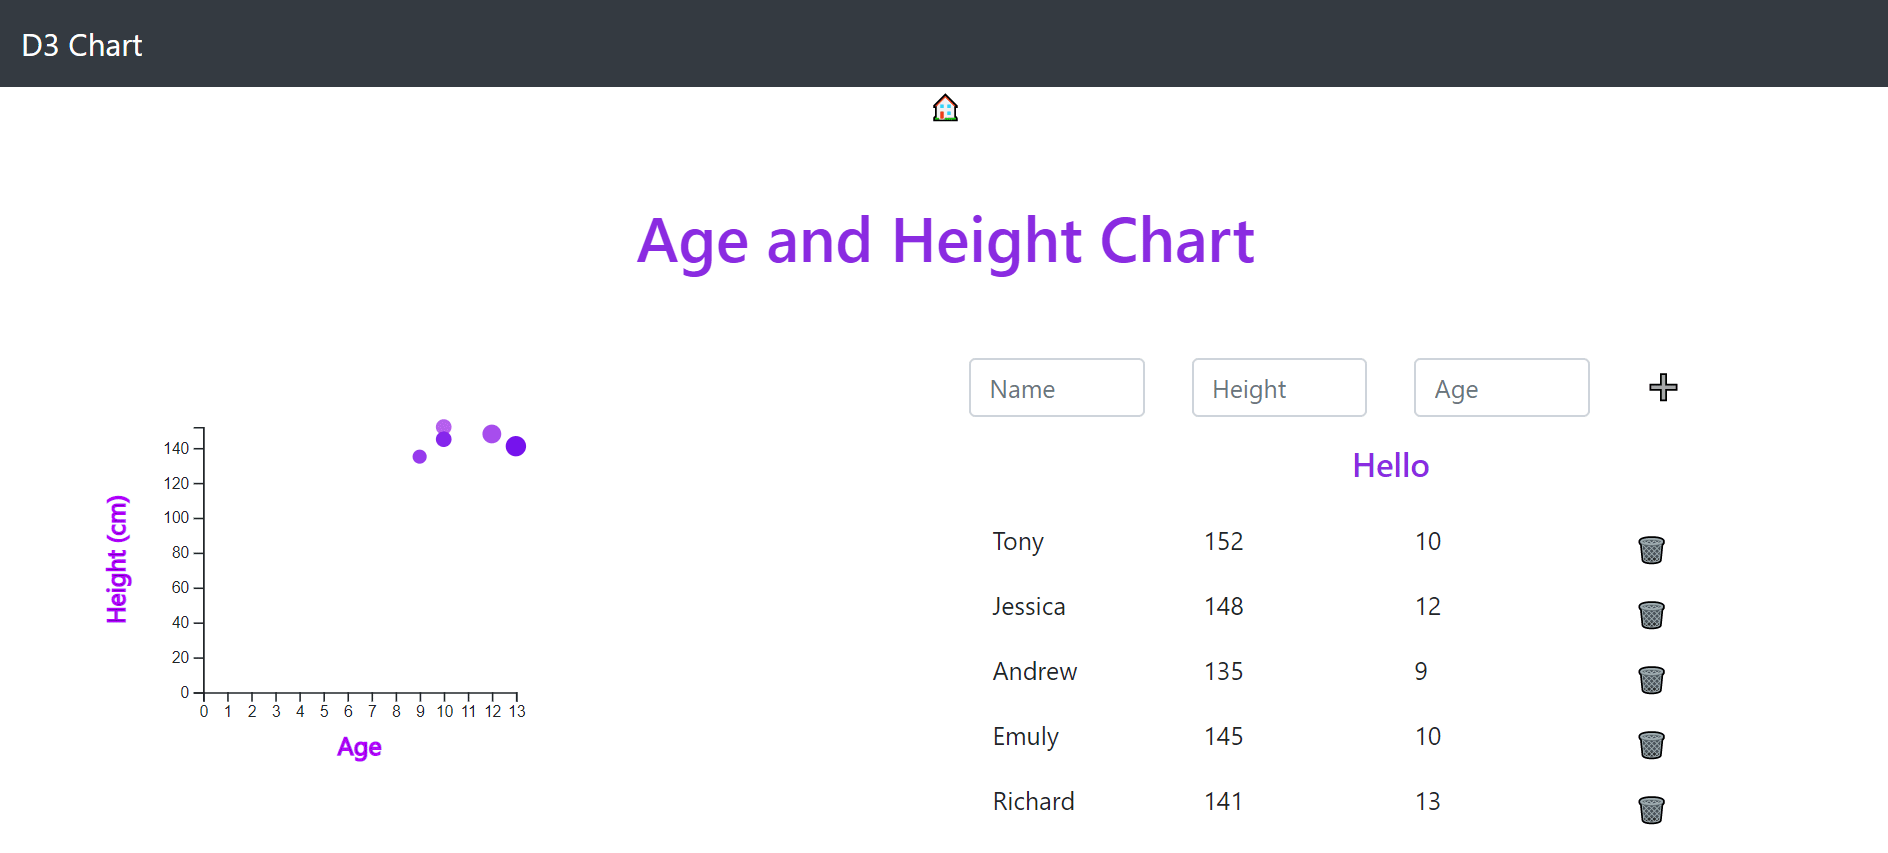 D3 Chart
Age and Height Chart
Name Height Age
Hello
Tony 152 10
Jessica 148 12
Andrew 135 9
Emuly 145 10
Richard 141 13
Height (cm)
140
120
100
80
60
40
20
0
0 1 2 3 4 5 6 7 8 9 10 11 12 13
Age